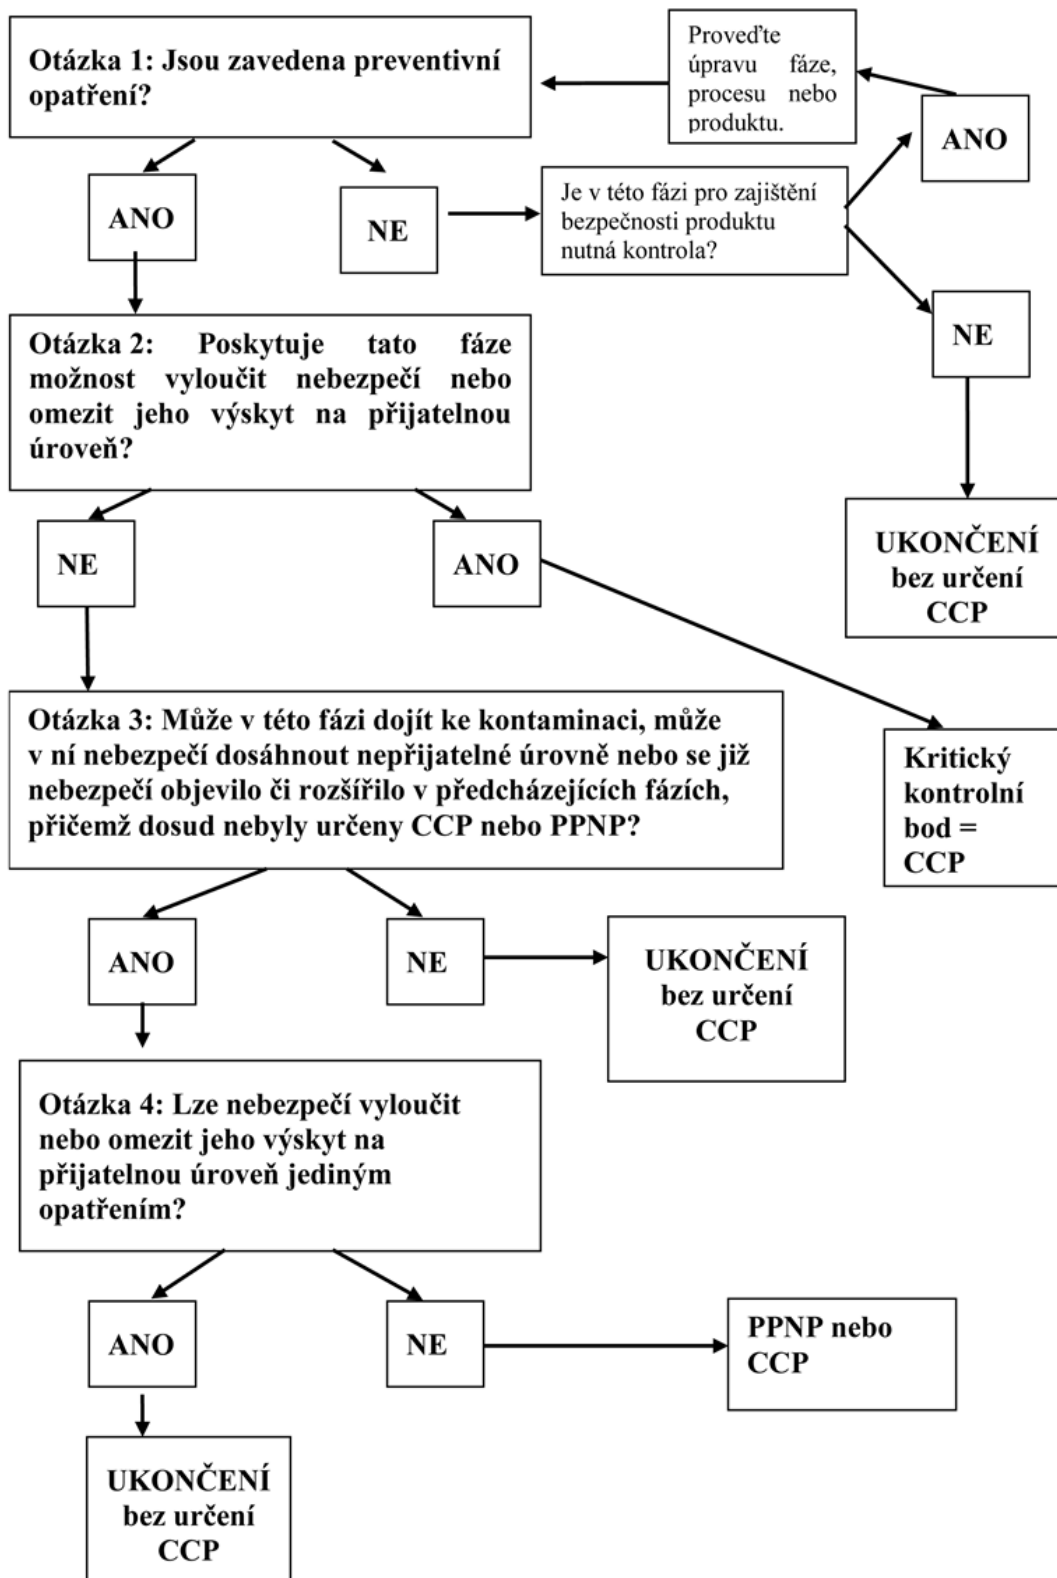 Otázka 1: Jsou zavedena preventivní
opatření?
Proveďte
úpravu fáze,
procesu nebo
produktu.
ANO
ANO
NE
Je v této fázi pro zajištění
bezpečnosti produktu
nutná kontrola?
NE
Otázka 2: Poskytuje tato fáze
možnost vyloučit nebezpečí nebo
omezit jeho výskyt na přijatelnou
úroveň?
NE
ANO
UKONČENÍ
bez určení
CCP
Otázka 3: Může v této fázi dojít ke kontaminaci, může
v ní nebezpečí dosáhnout nepřijatelné úrovně nebo se již
nebezpečí objevilo či rozšířilo v předcházejících fázích,
přičemž dosud nebyly určeny CCP nebo PPNP?
Kritický
kontrolní
bod =
CCP
ANO
NE
UKONČENÍ
bez určení
CCP
Otázka 4: Lze nebezpečí vyloučit
nebo omezit jeho výskyt na
přijatelnou úroveň jediným
opatřením?
ANO
NE
PPNP nebo
CCP
UKONČENÍ
bez určení
CCP